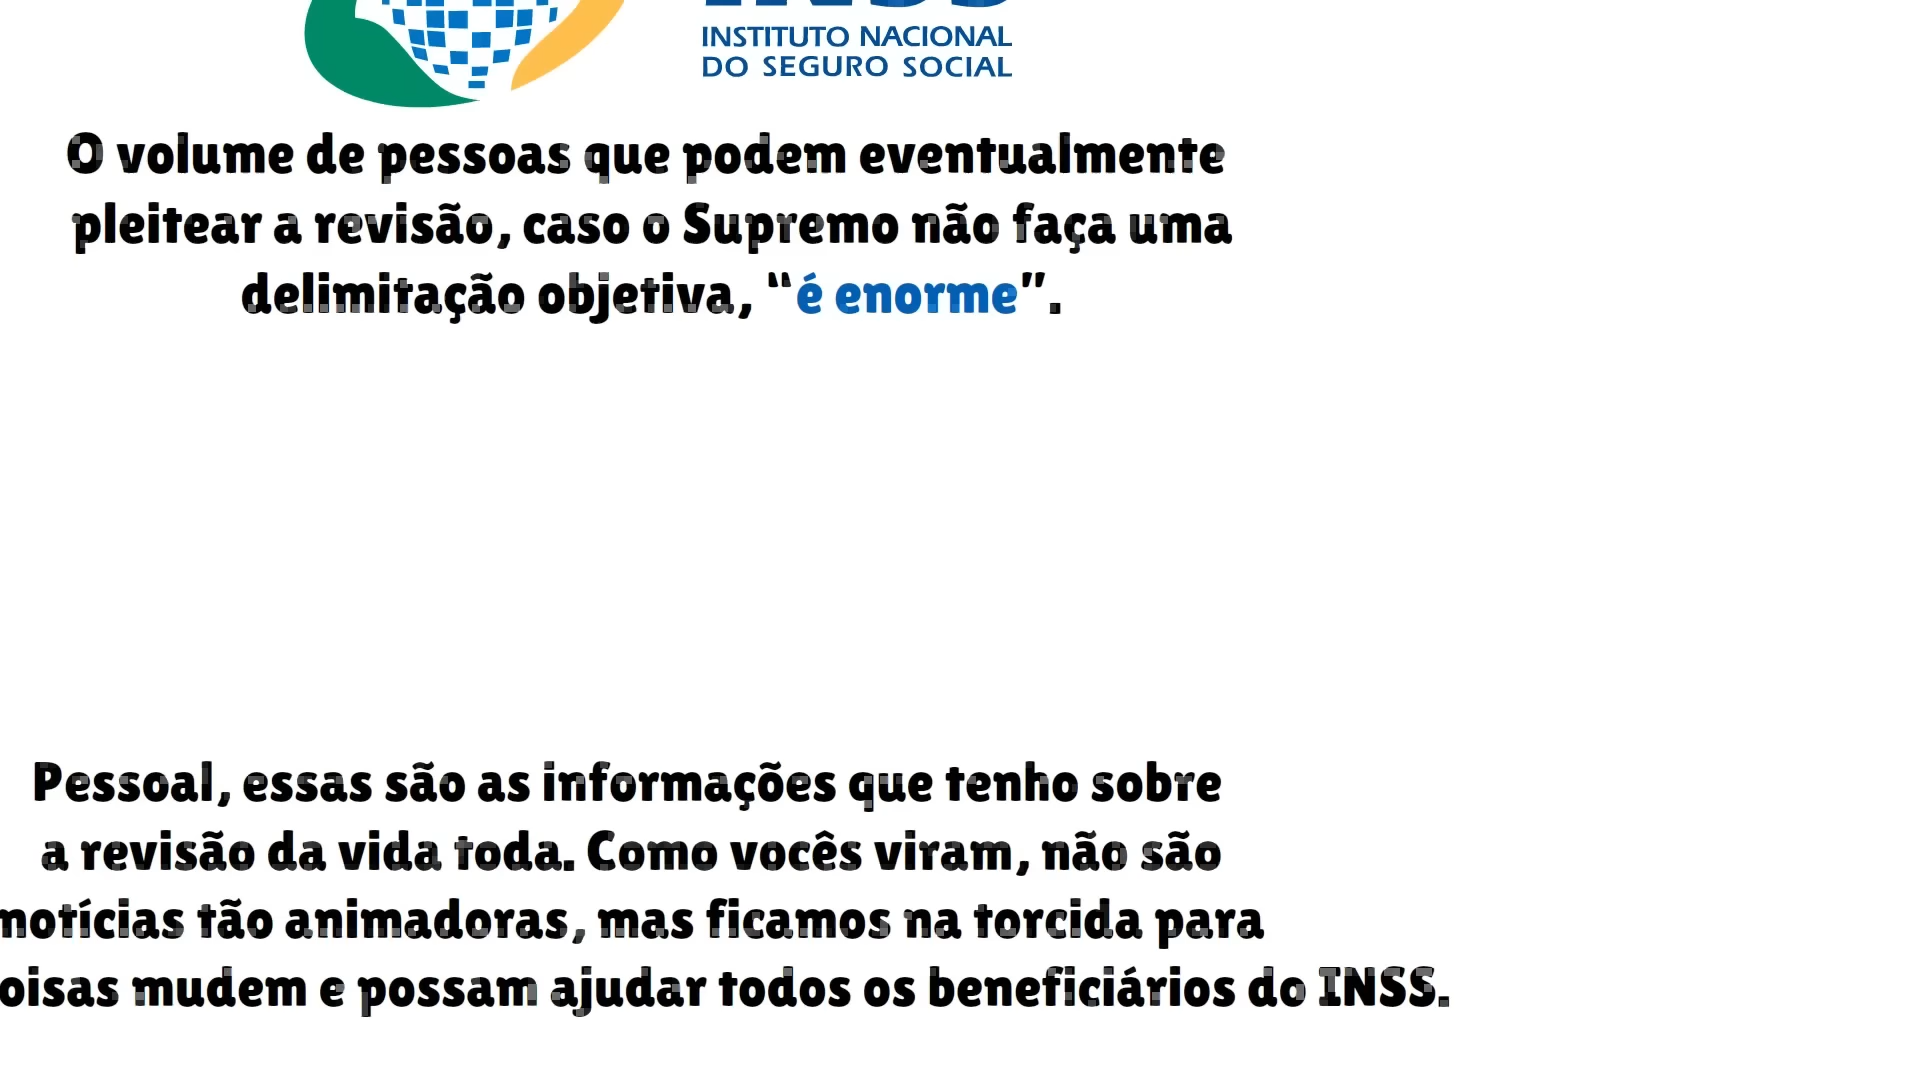 INSS
INSTITUTO NACIONAL
DO SEGURO SOCIAL
O volume de pessoas que podem eventualmente
pleitear a revisão, caso o Supremo não faça uma
delimitação objetiva, “é enorme”.
Pessoal, essas são as informações que tenho sobre
a revisão da vida toda. Como vocês viram, não são
notícias tão animadoras, mas ficamos na torcida para
oisas mudem e possam ajudar todos os beneficiários do INSS.